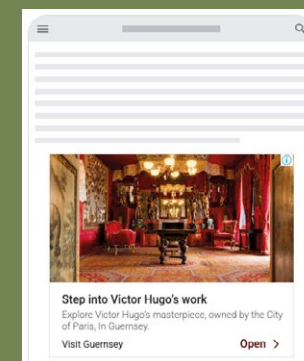 Step into Victor Hugo's work
Explore Victor Hugo's masterpiece, owned by the City
of Paris, In Guernsey.
Visit Guernsey
Open >